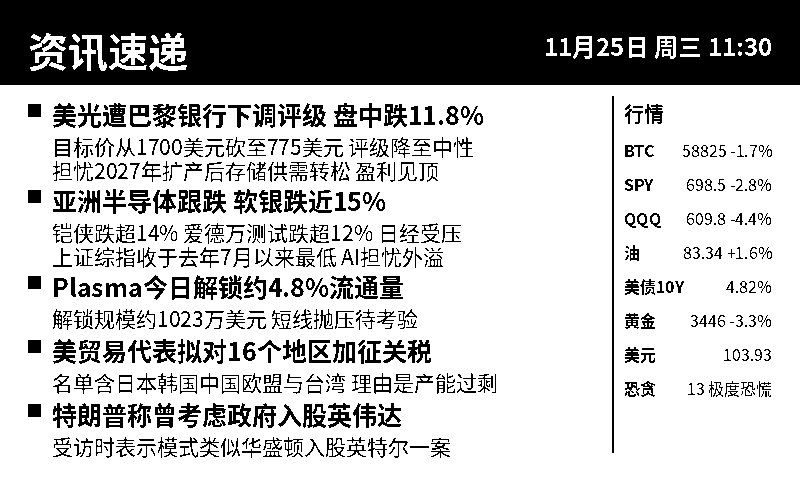 资讯速递
11月25日 周三 11:30
美光遭巴黎银行下调评级 盘中跌11.8%
目标价从1700美元砍至775美元 评级降至中性
担忧2027年扩产后存储供需转松 盈利见顶
亚洲半导体跟跌 软银跌近15%
铠侠跌超14% 爱德万测试跌超12% 日经受压
上证综指收于去年7月以来最低 AI担忧外溢
Plasma今日解锁约4.8%流通量
解锁规模约1023万美元 短线抛压待考验
美贸易代表拟对16个地区加征关税
名单含日本韩国中国欧盟与台湾 理由是产能过剩
特朗普称曾考虑政府入股英伟达
受访时表示模式类似华盛顿入股英特尔一案
行情
BTC 58825 -1.7%
SPY 698.5 -2.8%
QQQ 609.8 -4.4%
油 83.34 +1.6%
美债10Y 4.82%
黄金 3446 -3.3%
美元 103.93
恐贪 13 极度恐慌